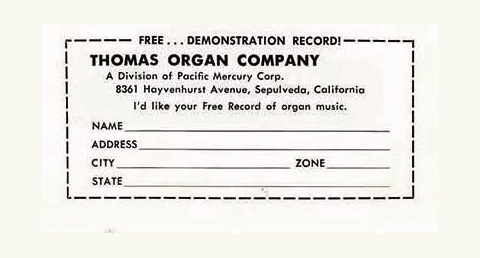 FREE... DEMONSTRATION RECORD!
THOMAS ORGAN COMPANY
A Division of Pacific Mercury Corp.
8361 Hayvenhurst Avenue, Sepulveda, California
I'd like your Free Record of organ music.
NAME
ADDRESS
CITY ZONE
STATE